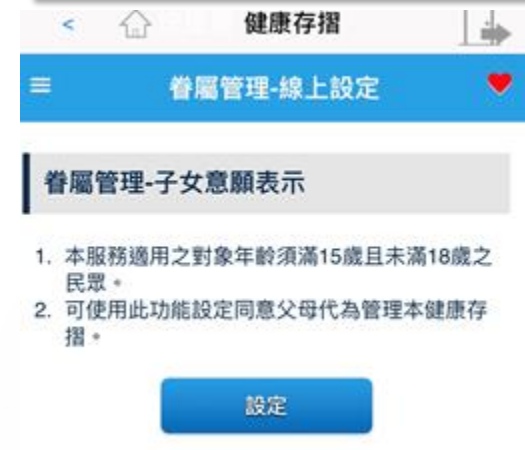 健康存摺
眷屬管理-線上設定
眷屬管理-子女意願表示
1. 本服務適用之對象年齡須滿15歲且未滿18歲之
民眾。
2. 可使用此功能設定同意父母代為管理本健康存
摺。
設定